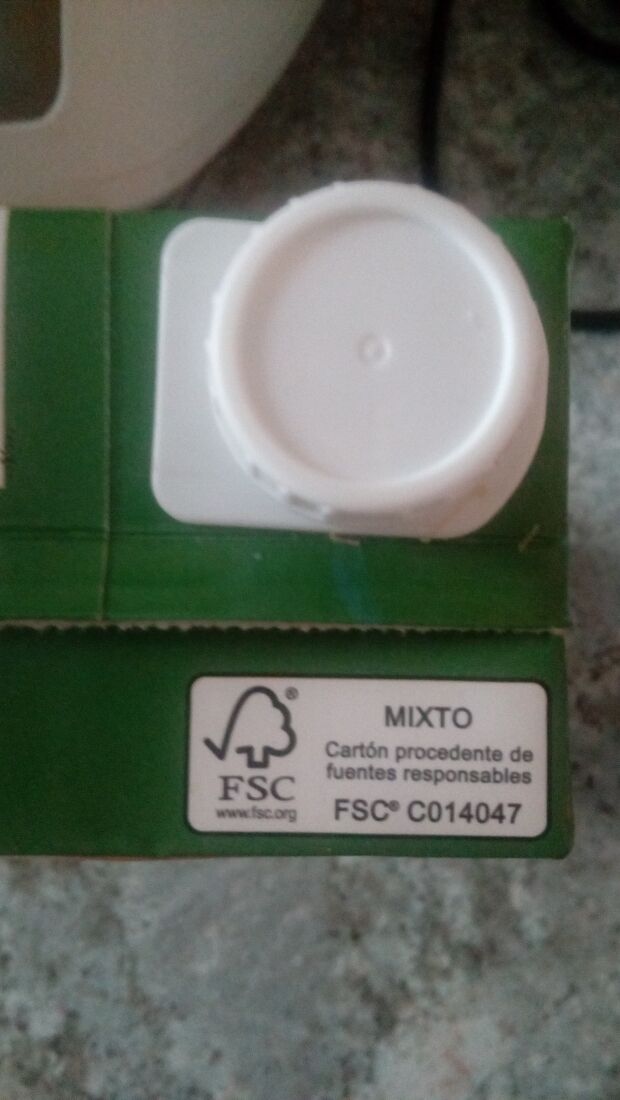 ®
FSC
www.fsc.org
MIXTO
Cartón procedente de
fuentes responsables
FSC® C014047